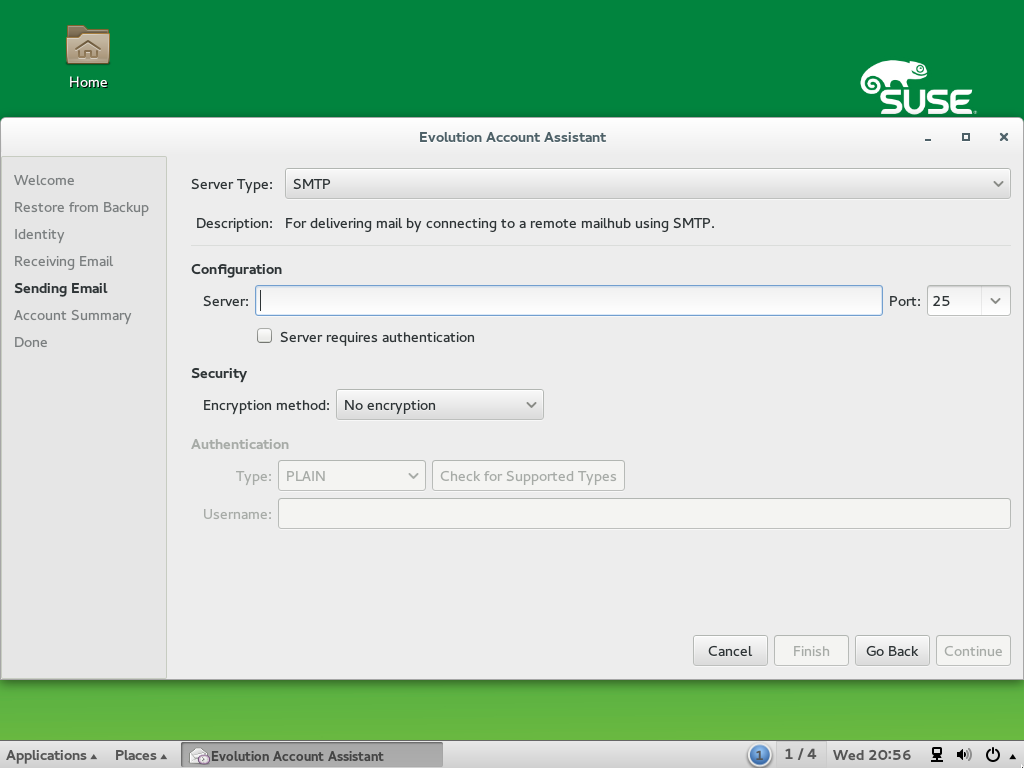 Home
SUSE
Evolution Account Assistant
Welcome
Restore from Backup
Identity
Receiving Email
Sending Email
Account Summary
Done
Server Type: SMTP
Description: For delivering mail by connecting to a remote mailhub using SMTP.
Configuration
Server: Port: 25
Server requires authentication
Security
Encryption method: No encryption
Authentication
Type: PLAIN Check for Supported Types
Username:
Cancel Finish Go Back Continue
Applications Places Evolution Account Assistant 1 1 / 4 Wed 20:56